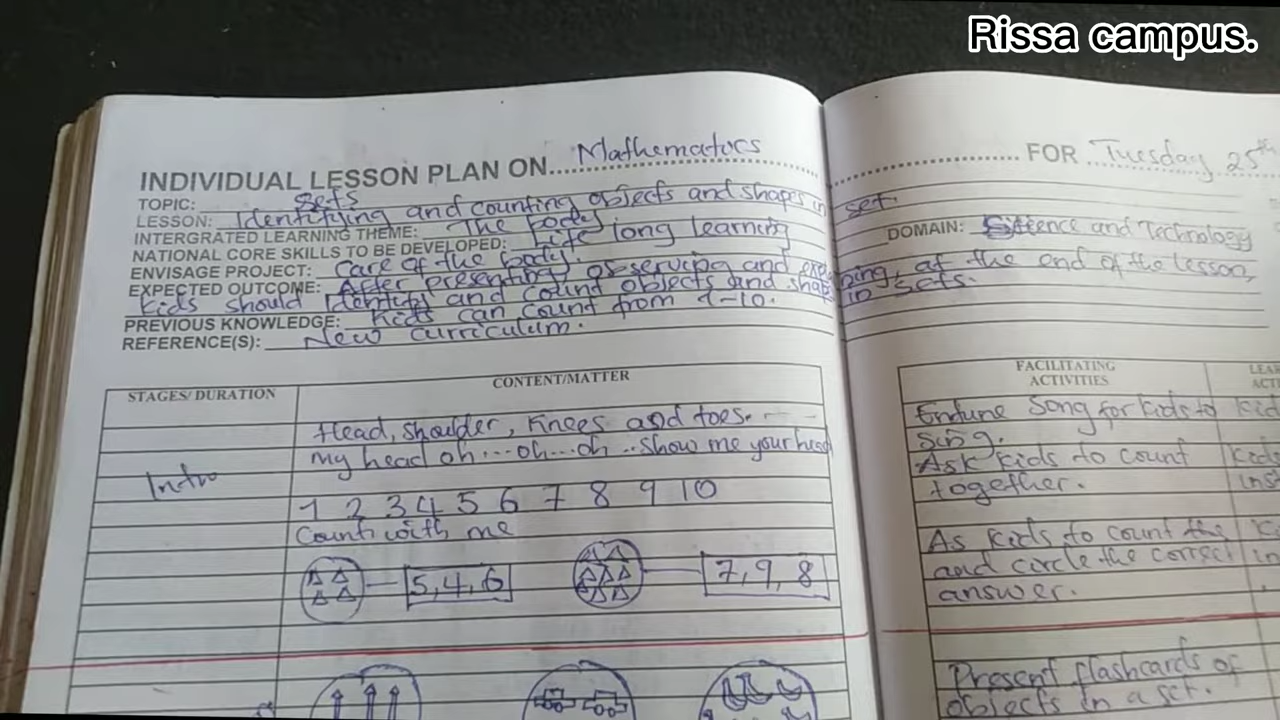 Rissa campus.
INDIVIDUAL LESSON PLAN ON Mathematics FOR Tuesday 25th
TOPIC: Sets
LESSON: Identifying and counting objects and shapes in set.
INTERGRATED LEARNING THEME: The body
NATIONAL CORE SKILLS TO BE DEVELOPED: Life long learning DOMAIN: Science and Technology
ENVISAGE PROJECT: Care of the body.
EXPECTED OUTCOME: After presenting, observing and at the end of the lesson,
kids should identify and count objects and shapes in sets.
PREVIOUS KNOWLEDGE: Kids can count from 1-10.
REFERENCE(S): New curriculum.
STAGES/DURATION
CONTENT/MATTER
Intro
Head, shoulder, Knees and toes.
my head oh...oh...oh...show me your head
1 2 3 4 5 6 7 8 9 10
Count with me
5,4,6
7,9,8
FACILITATING
ACTIVITIES
Entune song for kids to
sing.
Ask kids to count
together.
As kids to count the
and circle the correct
answer.
Present flashcards of
objects in a set.